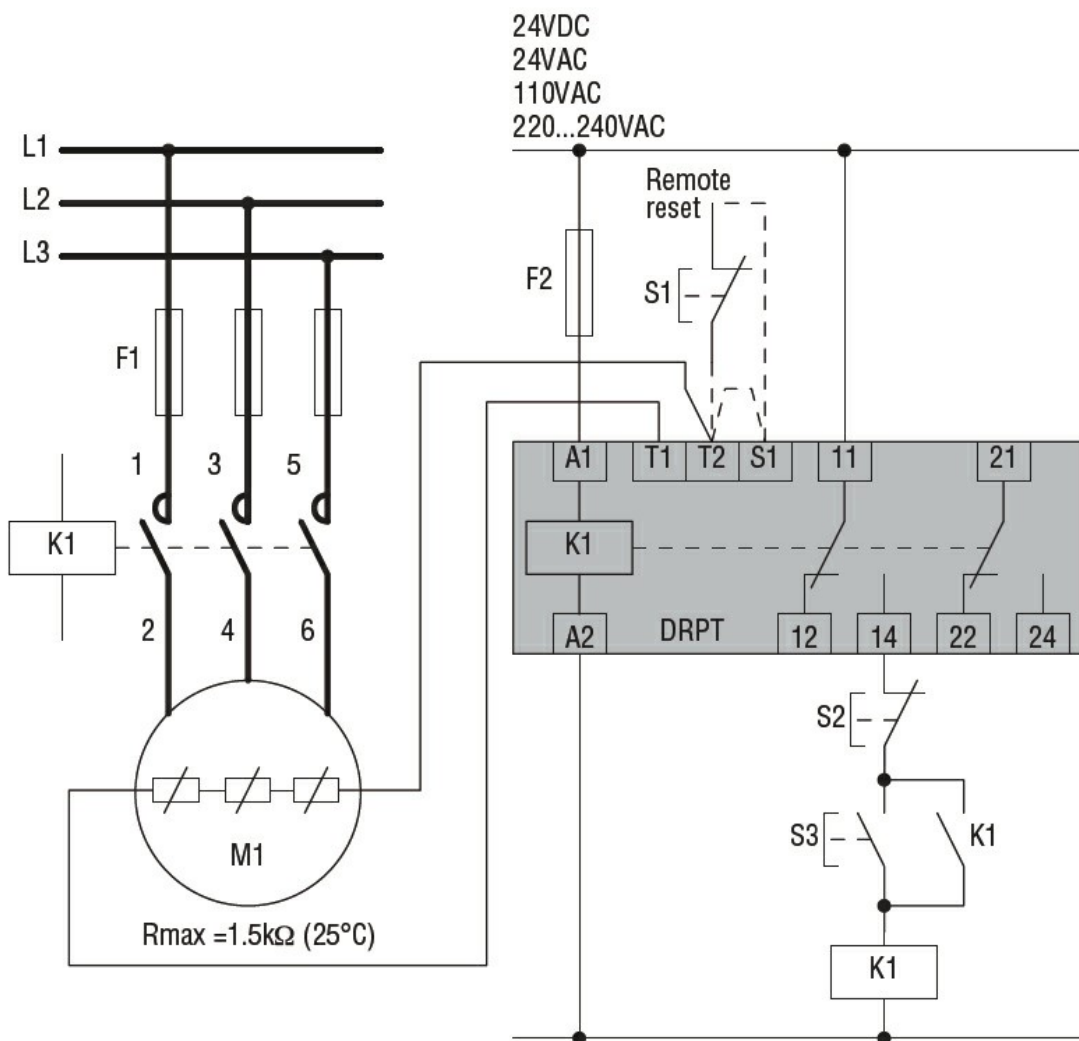 24VDC
24VAC
110VAC
220...240VAC
L1
L2
L3
Remote
reset
F2
S1
F1
A1 T1 T2 S1 11 21
1 3 5
K1
K1
2 4 6
A2 DRPT 12 14 22 24
S2
S3 K1
M1
Rmax =1.5kΩ (25°C)
K1